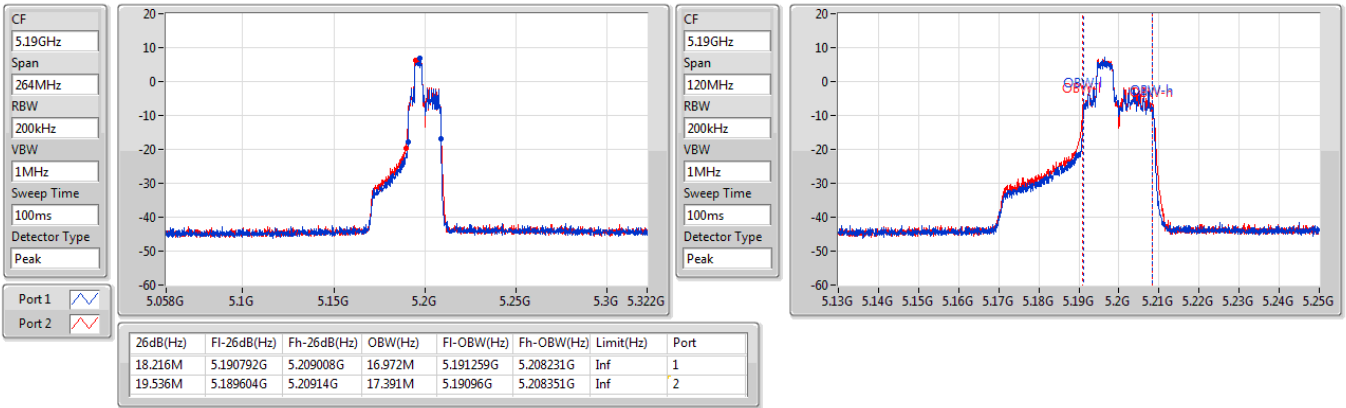 CF
5.19GHz
Span
264MHz
RBW
200kHz
VBW
1MHz
Sweep Time
100ms
Detector Type
Peak
Port 1
Port 2
20
10
0
-10
-20
-30
-40
-50
-60
5.058G 5.1G 5.15G 5.2G 5.25G 5.3G 5.322G
CF
5.19GHz
Span
120MHz
RBW
200kHz
VBW
1MHz
Sweep Time
100ms
Detector Type
Peak
20
10
0
-10
-20
-30
-40
-50
-60
OBW-h
5.13G 5.14G 5.15G 5.16G 5.17G 5.18G 5.19G 5.2G 5.21G 5.22G 5.23G 5.24G 5.25G
26dB(Hz) Fl-26dB(Hz) Fh-26dB(Hz) OBW(Hz) Fl-OBW(Hz) Fh-OBW(Hz) Limit(Hz) Port
18.216M 5.190792G 5.209008G 16.972M 5.191259G 5.208231G Inf 1
19.536M 5.189604G 5.20914G 17.391M 5.19096G 5.208351G Inf 2